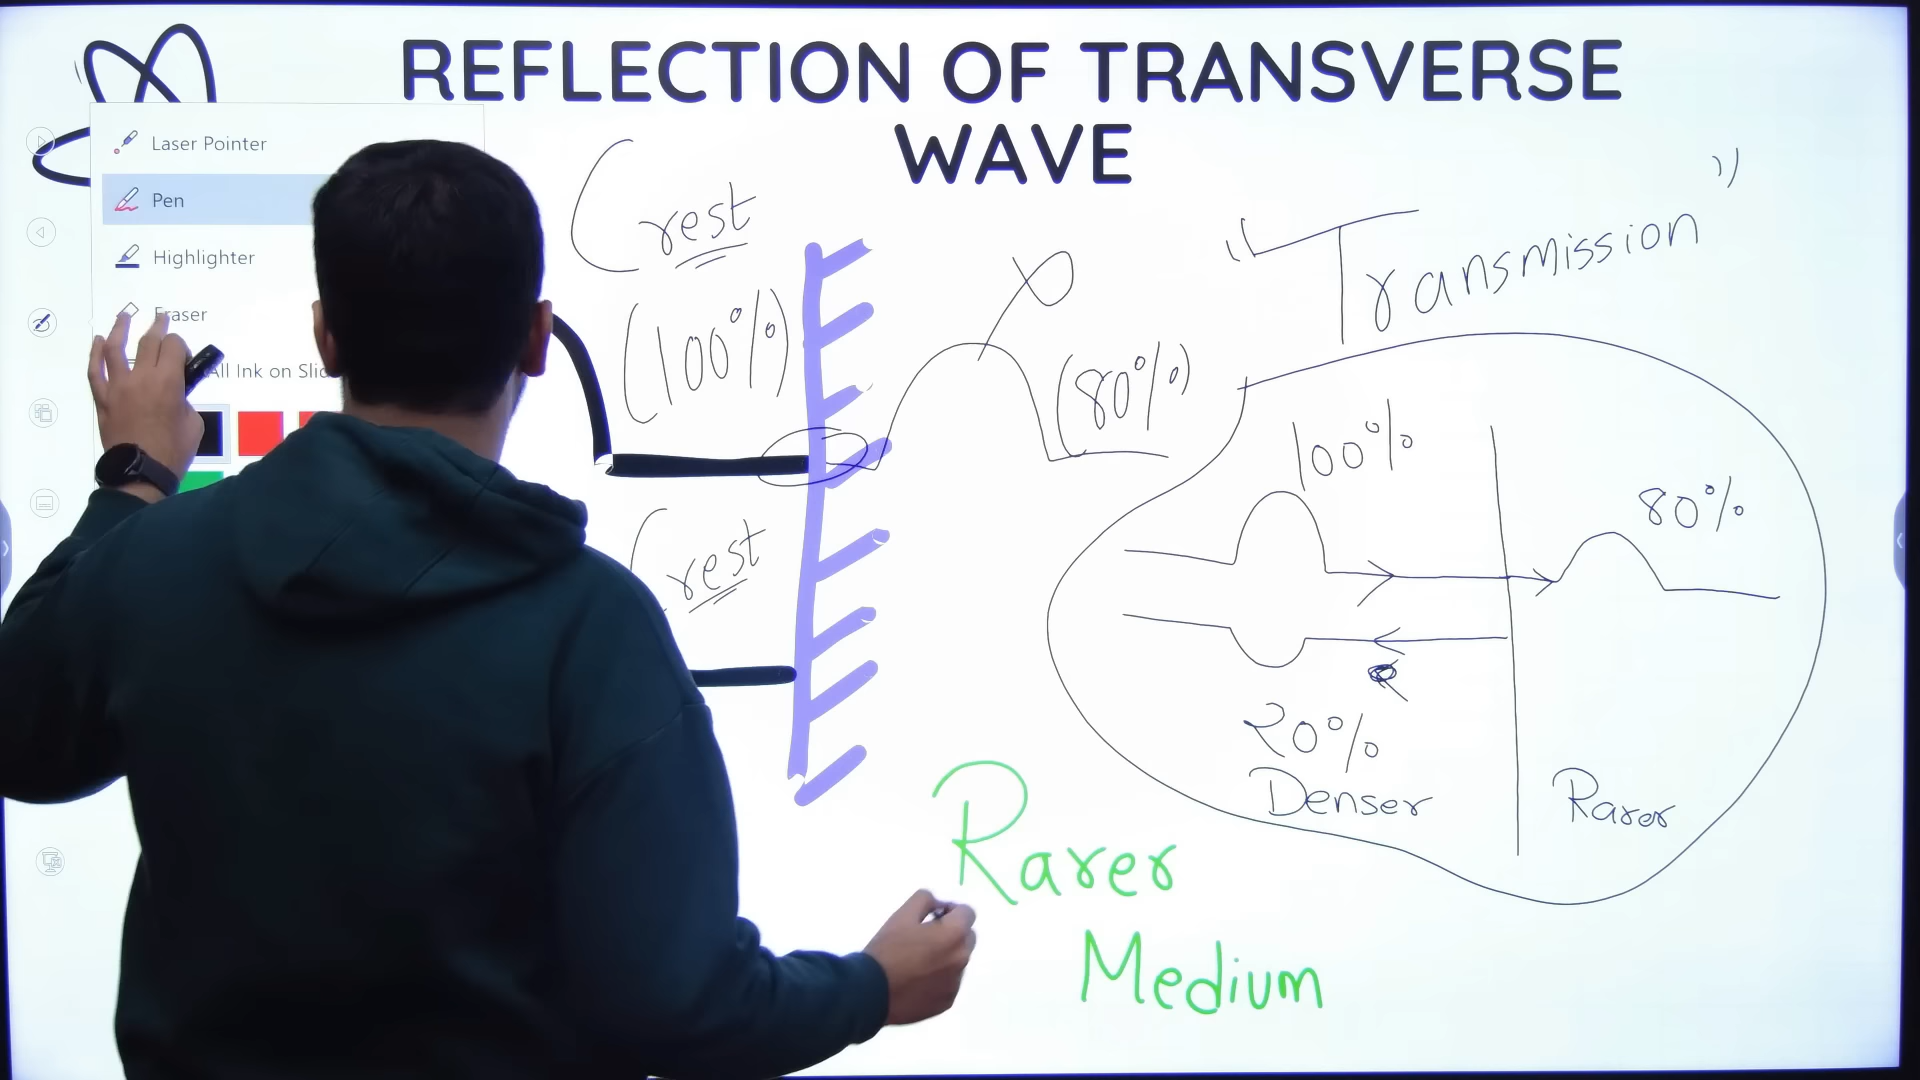 REFLECTION OF TRANSVERSE
WAVE
Laser Pointer
Pen
Highlighter
Eraser
All Ink on Slid
Crest
(100%)
(80%)
Crest
"Transmission"
100%
80%
20%
Denser
Rarer
Rarer
Medium